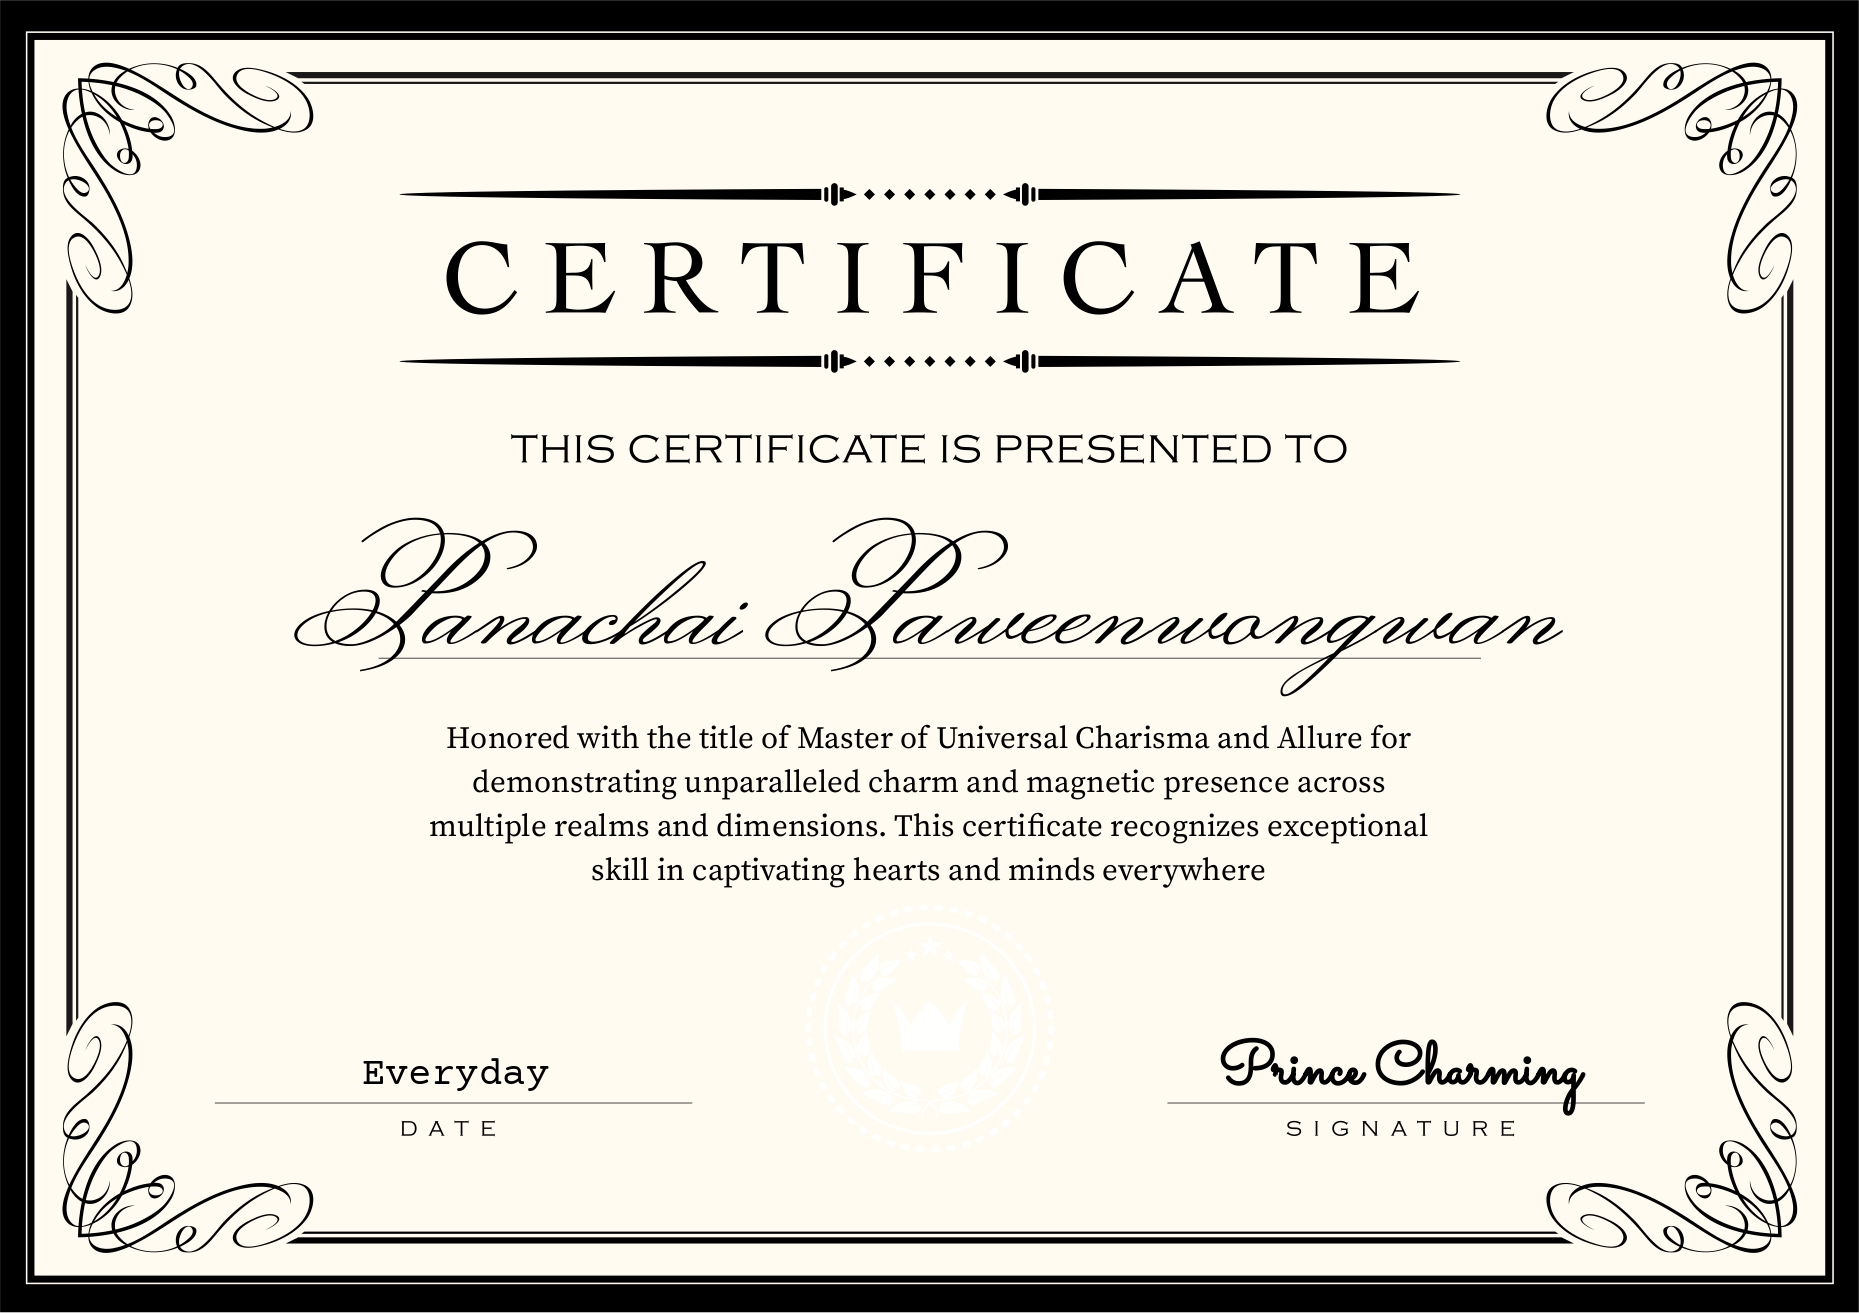 CERTIFICATE
THIS CERTIFICATE IS PRESENTED TO
Panachai Paweenwongwan
Honored with the title of Master of Universal Charisma and Allure for
demonstrating unparalleled charm and magnetic presence across
multiple realms and dimensions. This certificate recognizes exceptional
skill in captivating hearts and minds everywhere
Everyday
DATE
Prince Charming
SIGNATURE